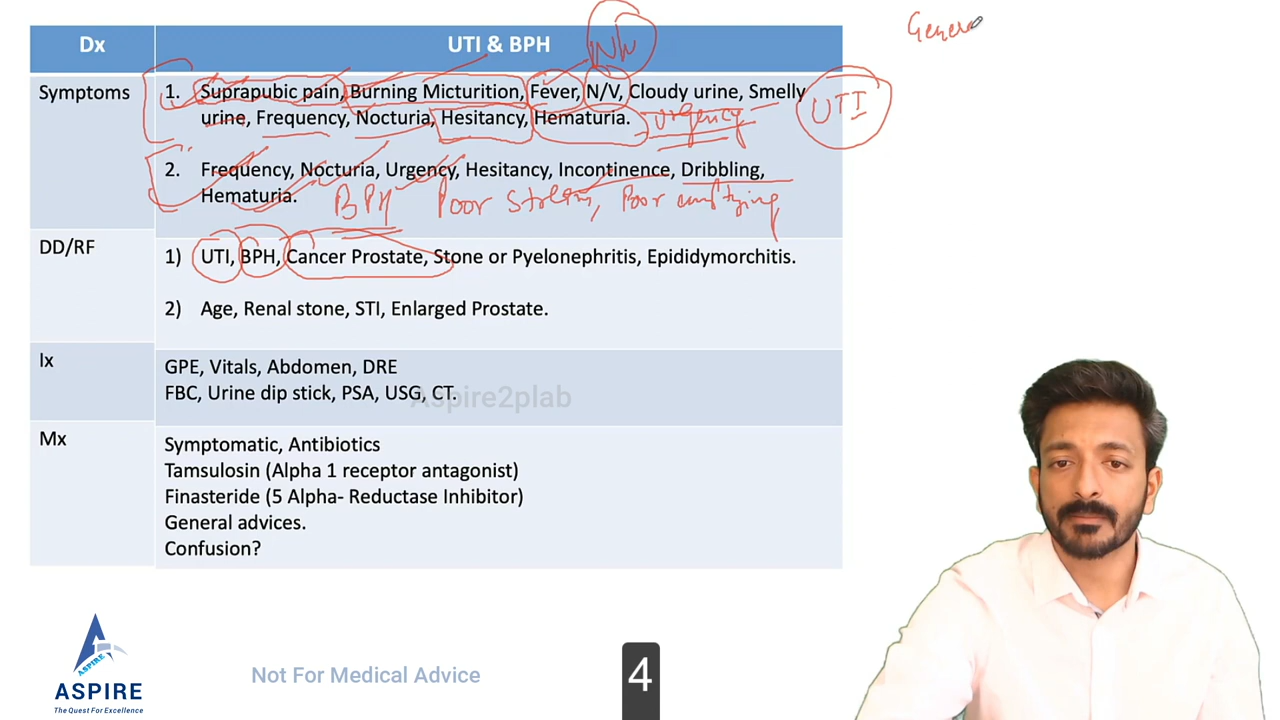 Dx
UTI & BPH
Symptoms
1. Suprapubic pain, Burning Micturition, Fever, N/V, Cloudy urine, Smelly
urine, Frequency, Nocturia, Hesitancy, Hematuria. urgency
UTI
2. Frequency, Nocturia, Urgency, Hesitancy, Incontinence, Dribbling,
Hematuria. BPH Poor Stream, Poor emptying
DD/RF
1) UTI, BPH, Cancer Prostate, Stone or Pyelonephritis, Epididymorchitis.
2) Age, Renal stone, STI, Enlarged Prostate.
Ix
GPE, Vitals, Abdomen, DRE
FBC, Urine dip stick, PSA, USG, CT.
Aspire2plab
Mx
Symptomatic, Antibiotics
Tamsulosin (Alpha 1 receptor antagonist)
Finasteride (5 Alpha- Reductase Inhibitor)
General advices.
Confusion?
Genera
ASPIRE
ASPIRE
The Quest For Excellence
Not For Medical Advice
4